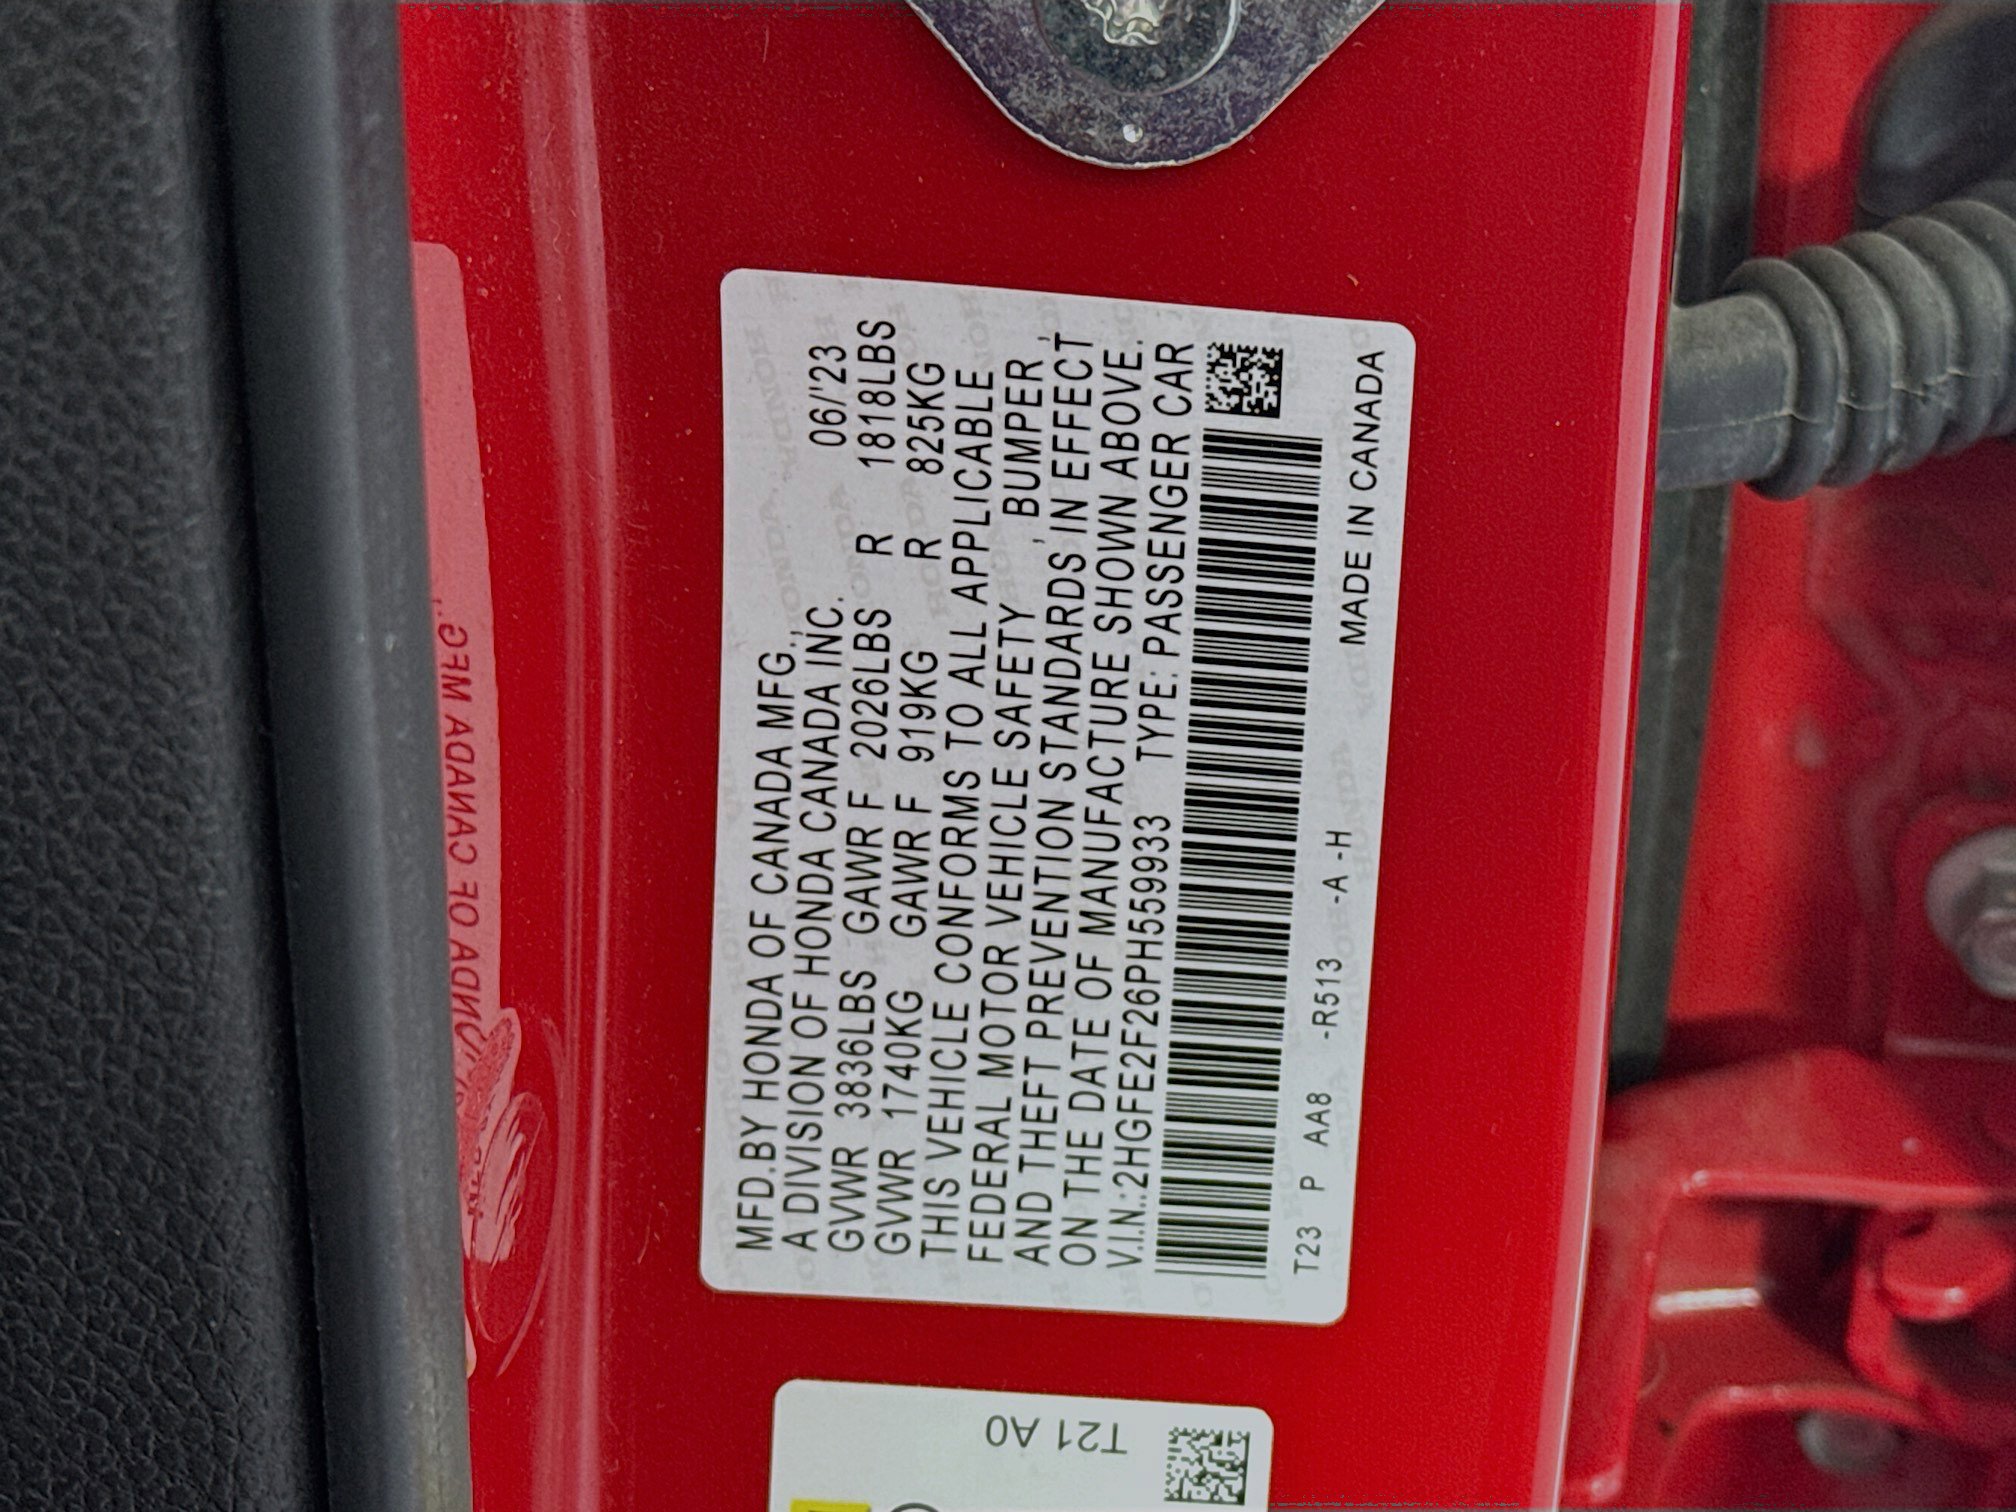 MFD.BY HONDA OF CANADA MFG.,
A DIVISION OF HONDA CANADA INC. 06/'23
GVWR 3836LBS GAWR F 2026LBS R 1818LBS
GVWR 1740KG GAWR F 919KG R 825KG
THIS VEHICLE CONFORMS TO ALL APPLICABLE
FEDERAL MOTOR VEHICLE SAFETY , BUMPER ,
AND THEFT PREVENTION STANDARDS IN EFFECT
ON THE DATE OF MANUFACTURE SHOWN ABOVE.
V.I.N.:2HGFE2F26PH559933 TYPE: PASSENGER CAR
T23 P AA8 -R513 -A -H MADE IN CANADA
T21 A0